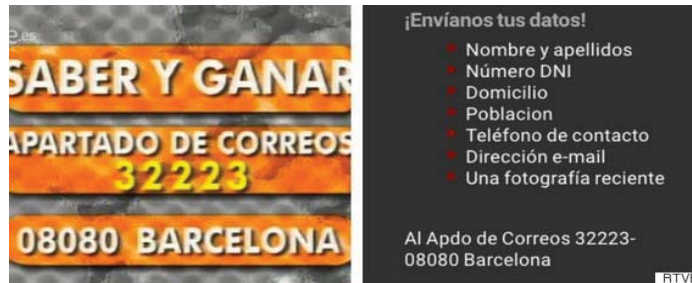 e.es
SABER Y GANAR
APARTADO DE CORREOS
32223
08080 BARCELONA
¡Envíanos tus datos!
Nombre y apellidos
Número DNI
Domicilio
Poblacion
Teléfono de contacto
Dirección e-mail
Una fotografía reciente
Al Apdo de Correos 32223-
08080 Barcelona
RTVE